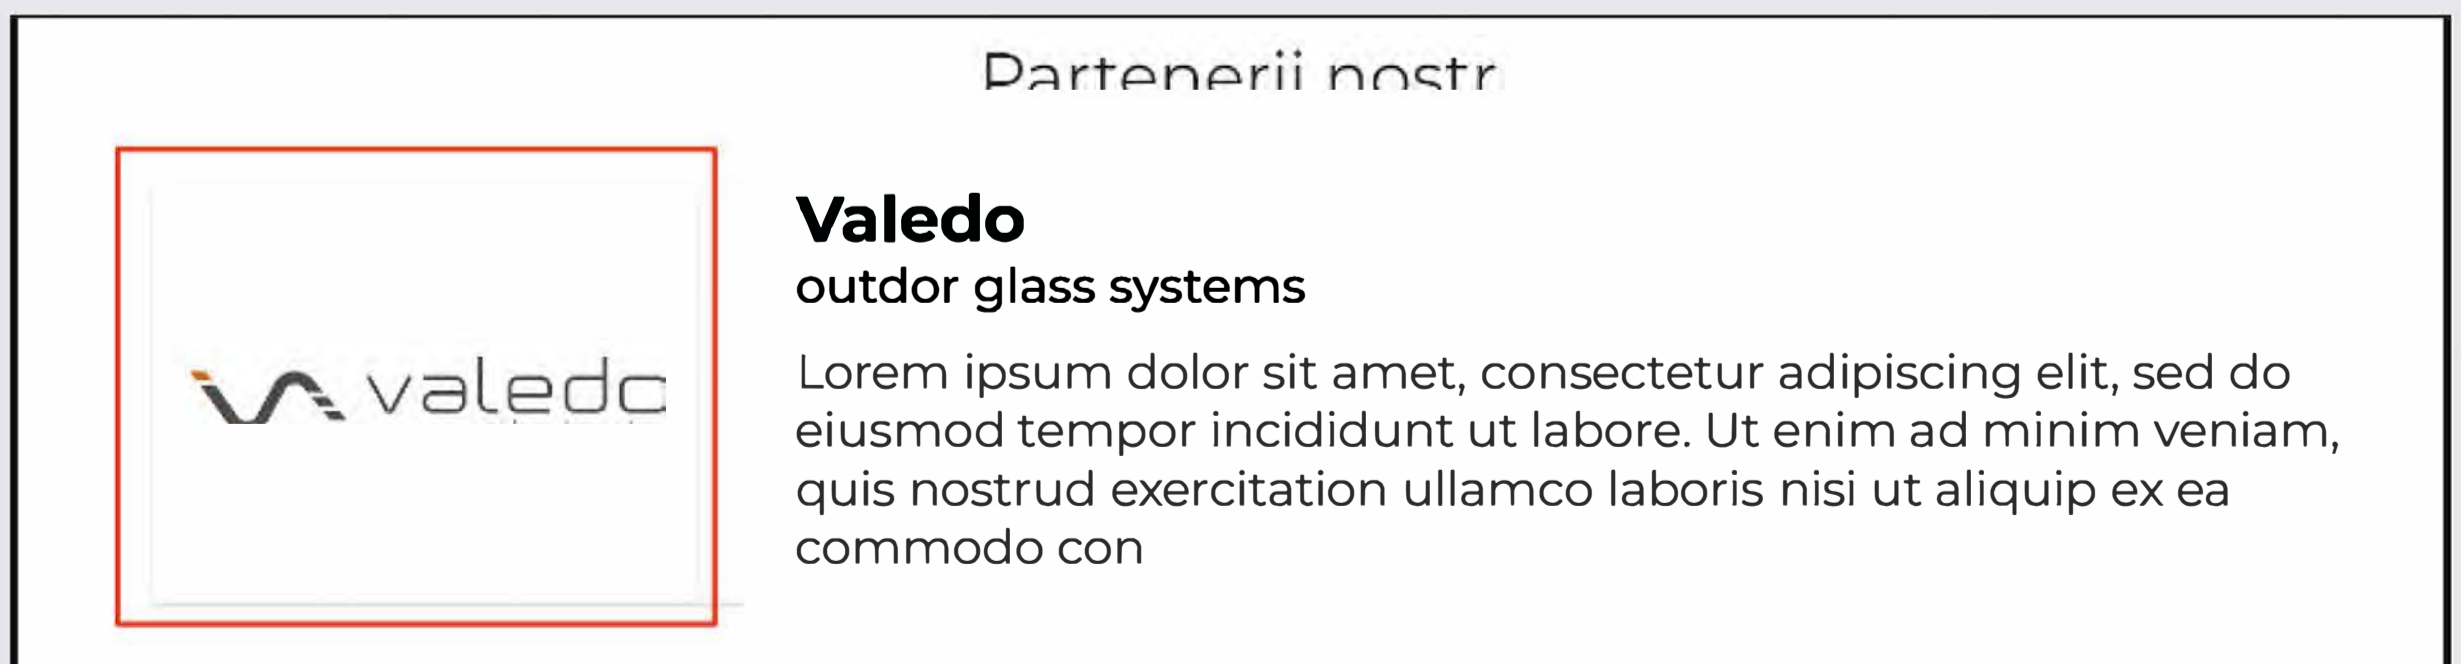 Partenerii nostr
valedo
Valedo
outdor glass systems
Lorem ipsum dolor sit amet, consectetur adipiscing elit, sed do
eiusmod tempor incididunt ut labore. Ut enim ad minim veniam,
quis nostrud exercitation ullamco laboris nisi ut aliquip ex ea
commodo con